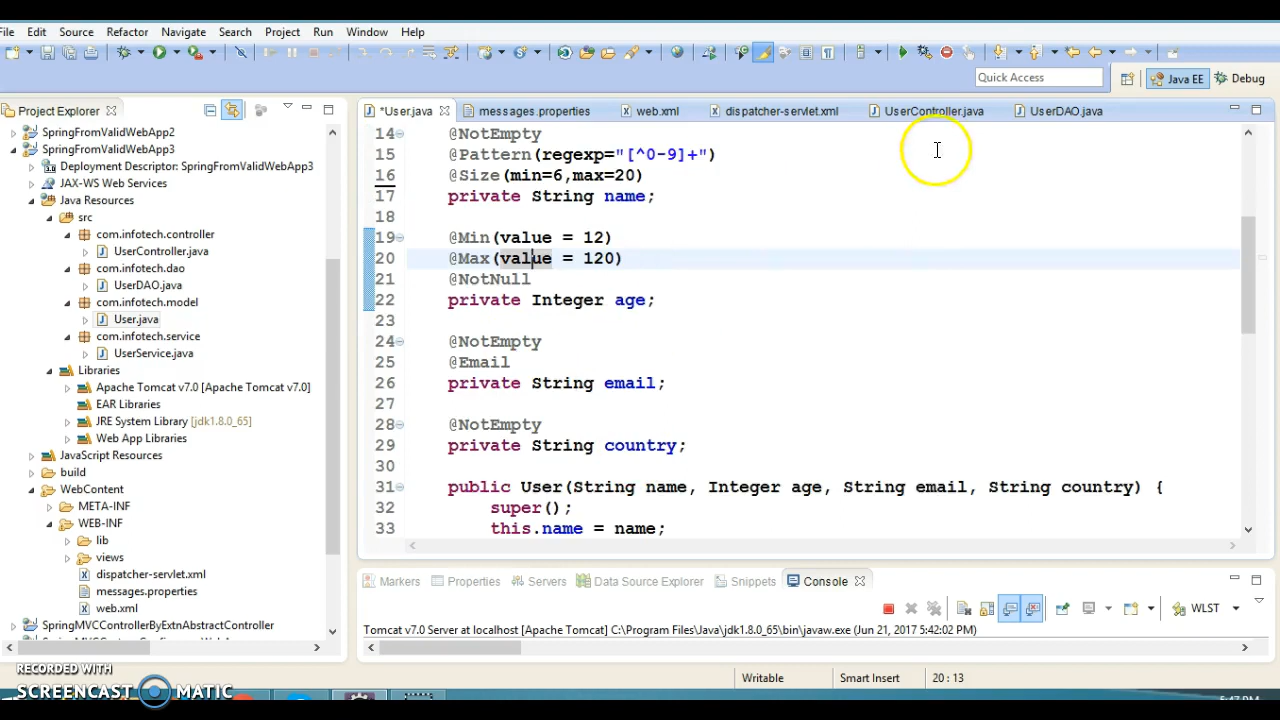 File Edit Source Refactor Navigate Search Project Run Window Help
Quick Access
Java EE
Debug
Project Explorer
*User.java
messages.properties
web.xml
dispatcher-servlet.xml
UserController.java
UserDAO.java
SpringFromValidWebApp2
SpringFromValidWebApp3
Deployment Descriptor: SpringFromValidWebApp3
JAX-WS Web Services
Java Resources
src
com.infotech.controller
UserController.java
com.infotech.dao
UserDAO.java
com.infotech.model
User.java
com.infotech.service
UserService.java
Libraries
Apache Tomcat v7.0 [Apache Tomcat v7.0]
EAR Libraries
JRE System Library [jdk1.8.0_65]
Web App Libraries
JavaScript Resources
build
WebContent
META-INF
WEB-INF
lib
views
dispatcher-servlet.xml
messages.properties
web.xml
SpringMVCControllerByExtnAbstractController
14 @NotEmpty
15 @Pattern(regexp="[^0-9]+")
16 @Size(min=6,max=20)
17 private String name;
18
19 @Min(value = 12)
20 @Max(value = 120)
21 @NotNull
22 private Integer age;
23
24 @NotEmpty
25 @Email
26 private String email;
27
28 @NotEmpty
29 private String country;
30
31 public User(String name, Integer age, String email, String country) {
32 super();
33 this.name = name;
Markers
Properties
Servers
Data Source Explorer
Snippets
Console
WLST
Tomcat v7.0 Server at localhost [Apache Tomcat] C:\Program Files\Java\jdk1.8.0_65\bin\javaw.exe (Jun 21, 2017 5:42:02 PM)
Writable
Smart Insert
20 : 13
RECORDED WITH
SCREENCAST MATIC